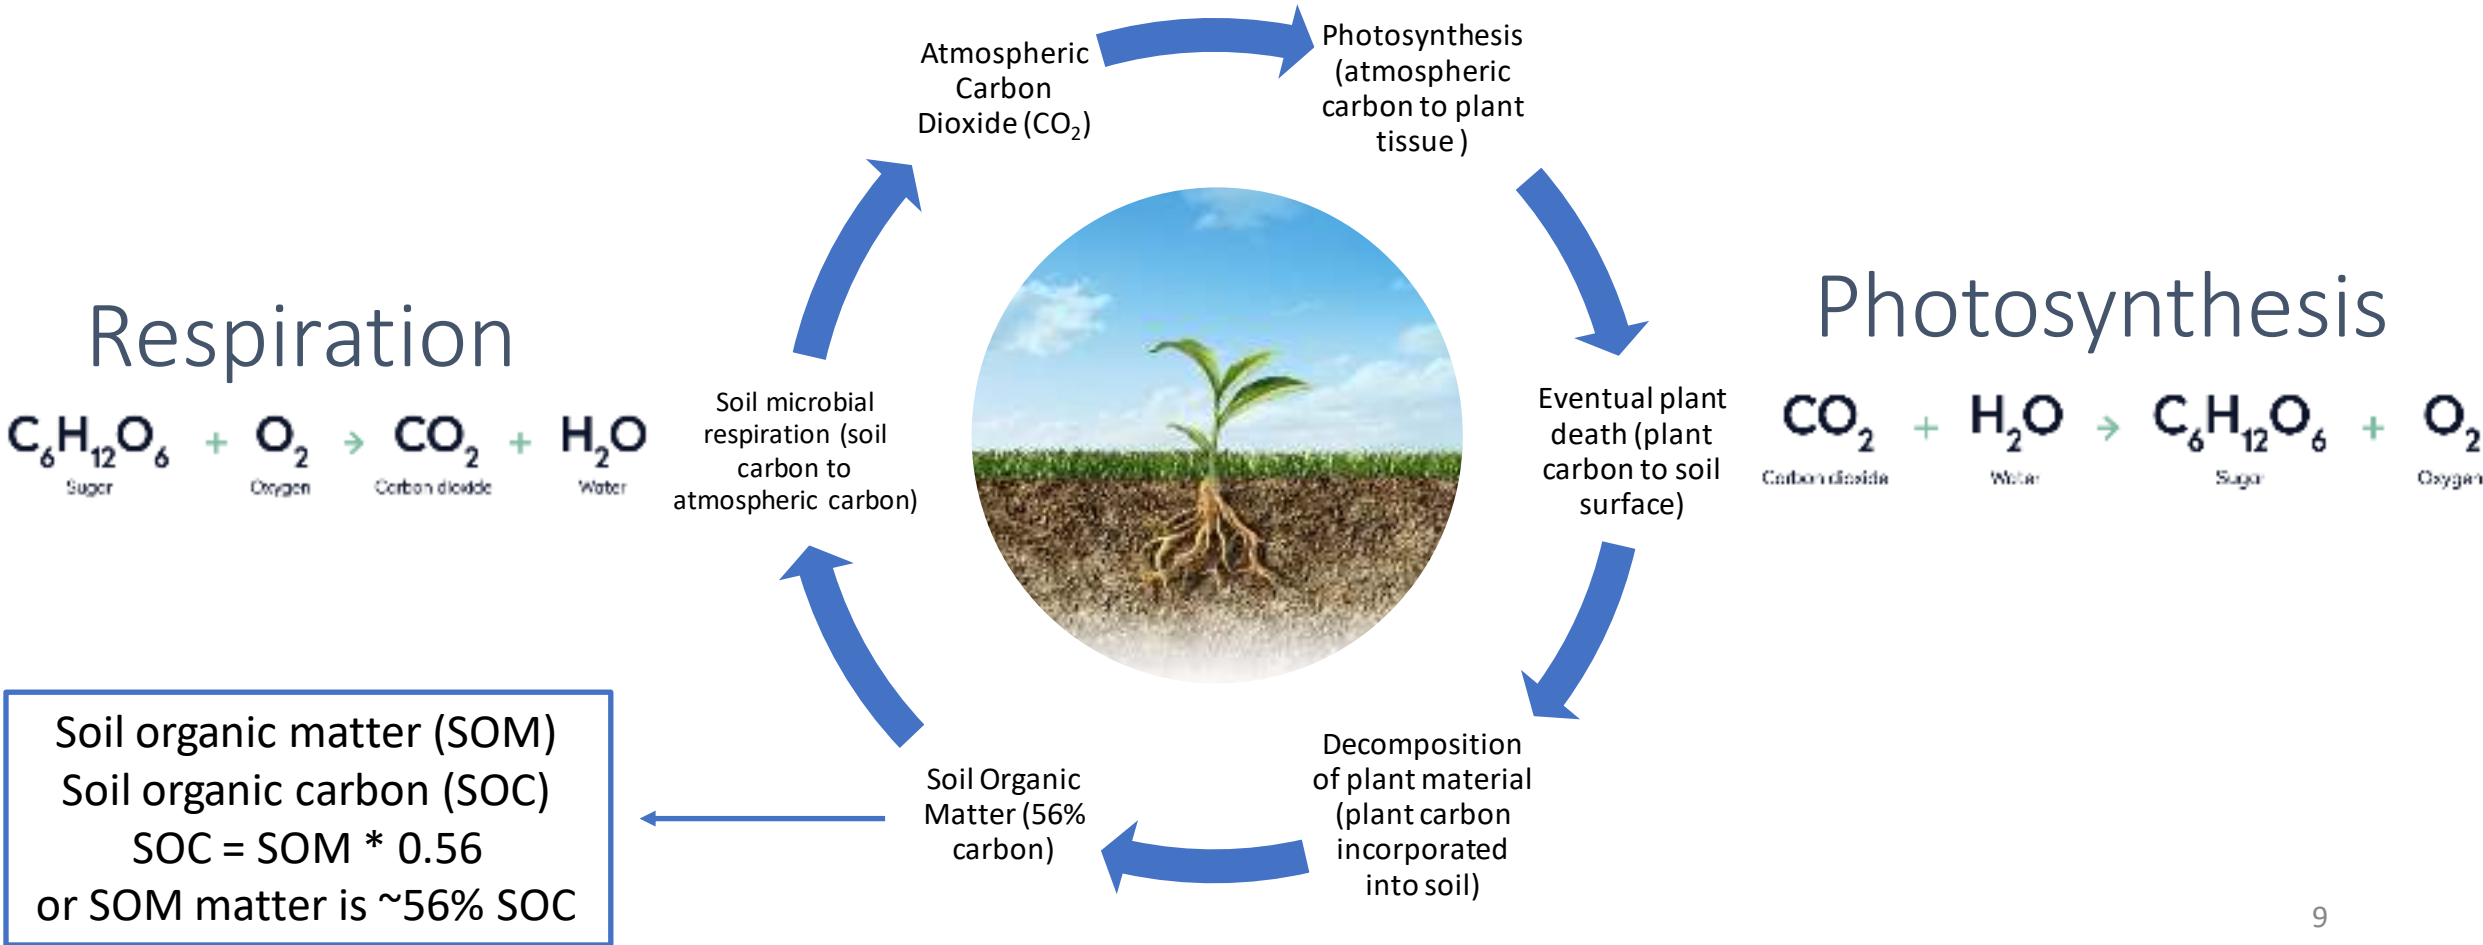 Atmospheric
Carbon
Dioxide (CO₂)
Photosynthesis
(atmospheric
carbon to plant
tissue )
Respiration
C₆H₁₂O₆ + O₂ → CO₂ + H₂O
Sugar Oxygen Carbon dioxide Water
Soil microbial
respiration (soil
carbon to
atmospheric carbon)
Eventual plant
death (plant
carbon to soil
surface)
Photosynthesis
CO₂ + H₂O → C₆H₁₂O₆ + O₂
Carbon dioxide Water Sugar Oxygen
Soil organic matter (SOM)
Soil organic carbon (SOC)
SOC = SOM * 0.56
or SOM matter is ~56% SOC
Soil Organic
Matter (56%
carbon)
Decomposition
of plant material
(plant carbon
incorporated
into soil)
9